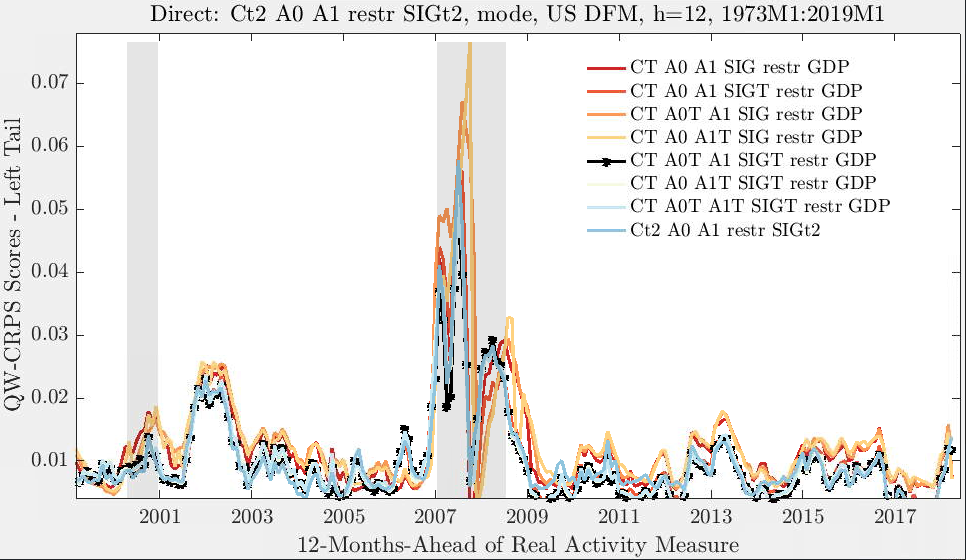 Direct: Ct2 A0 A1 restr SIGt2, mode, US DFM, h=12, 1973M1:2019M1
QW-CRPS Scores - Left Tail
0.07
0.06
0.05
0.04
0.03
0.02
0.01
CT A0 A1 SIG restr GDP
CT A0 A1 SIGT restr GDP
CT A0T A1 SIG restr GDP
CT A0 A1T SIG restr GDP
CT A0T A1 SIGT restr GDP
CT A0 A1T SIGT restr GDP
CT A0T A1T SIGT restr GDP
Ct2 A0 A1 restr SIGt2
2001 2003 2005 2007 2009 2011 2013 2015 2017
12-Months-Ahead of Real Activity Measure